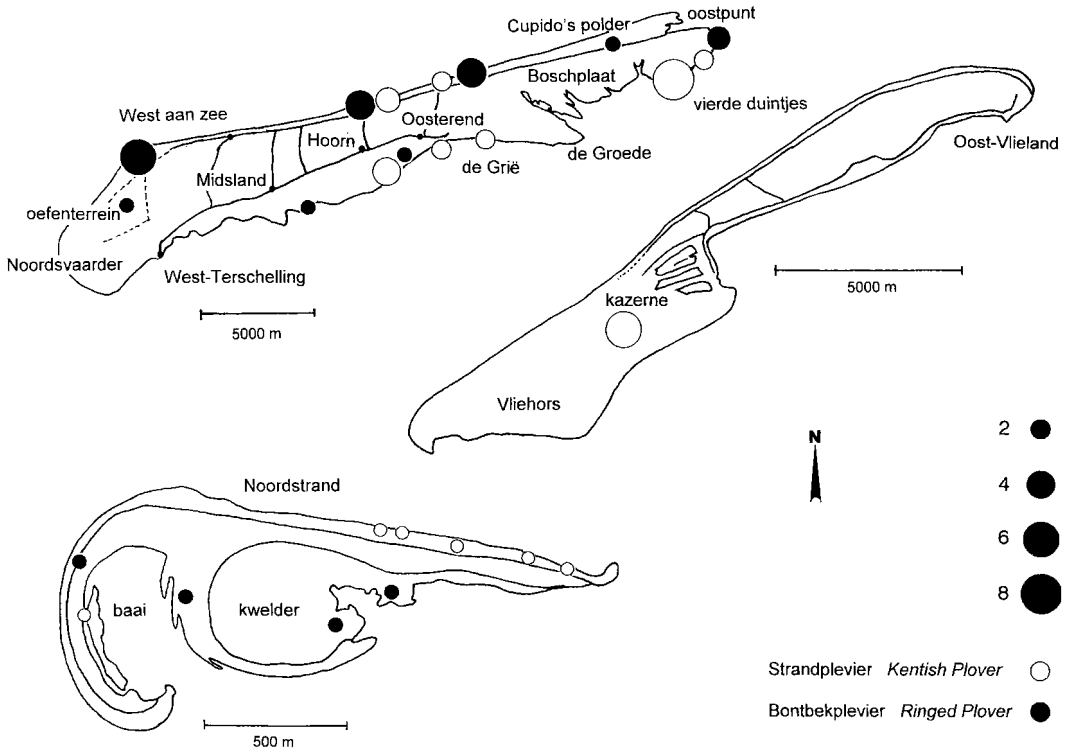 oostpunt
Cupido's polder
Boschplaat
vierde duintjes
West aan zee
Hoorn
Oosterend
de Grië
de Groede
Midsland
oefenterrein
Noordsvaarder
West-Terschelling
5000 m
Oost-Vlieland
5000 m
kazerne
Vliehors
N
2
4
6
8
Noordstrand
baai
kwelder
500 m
Strandplevier Kentish Plover
Bontbekplevier Ringed Plover